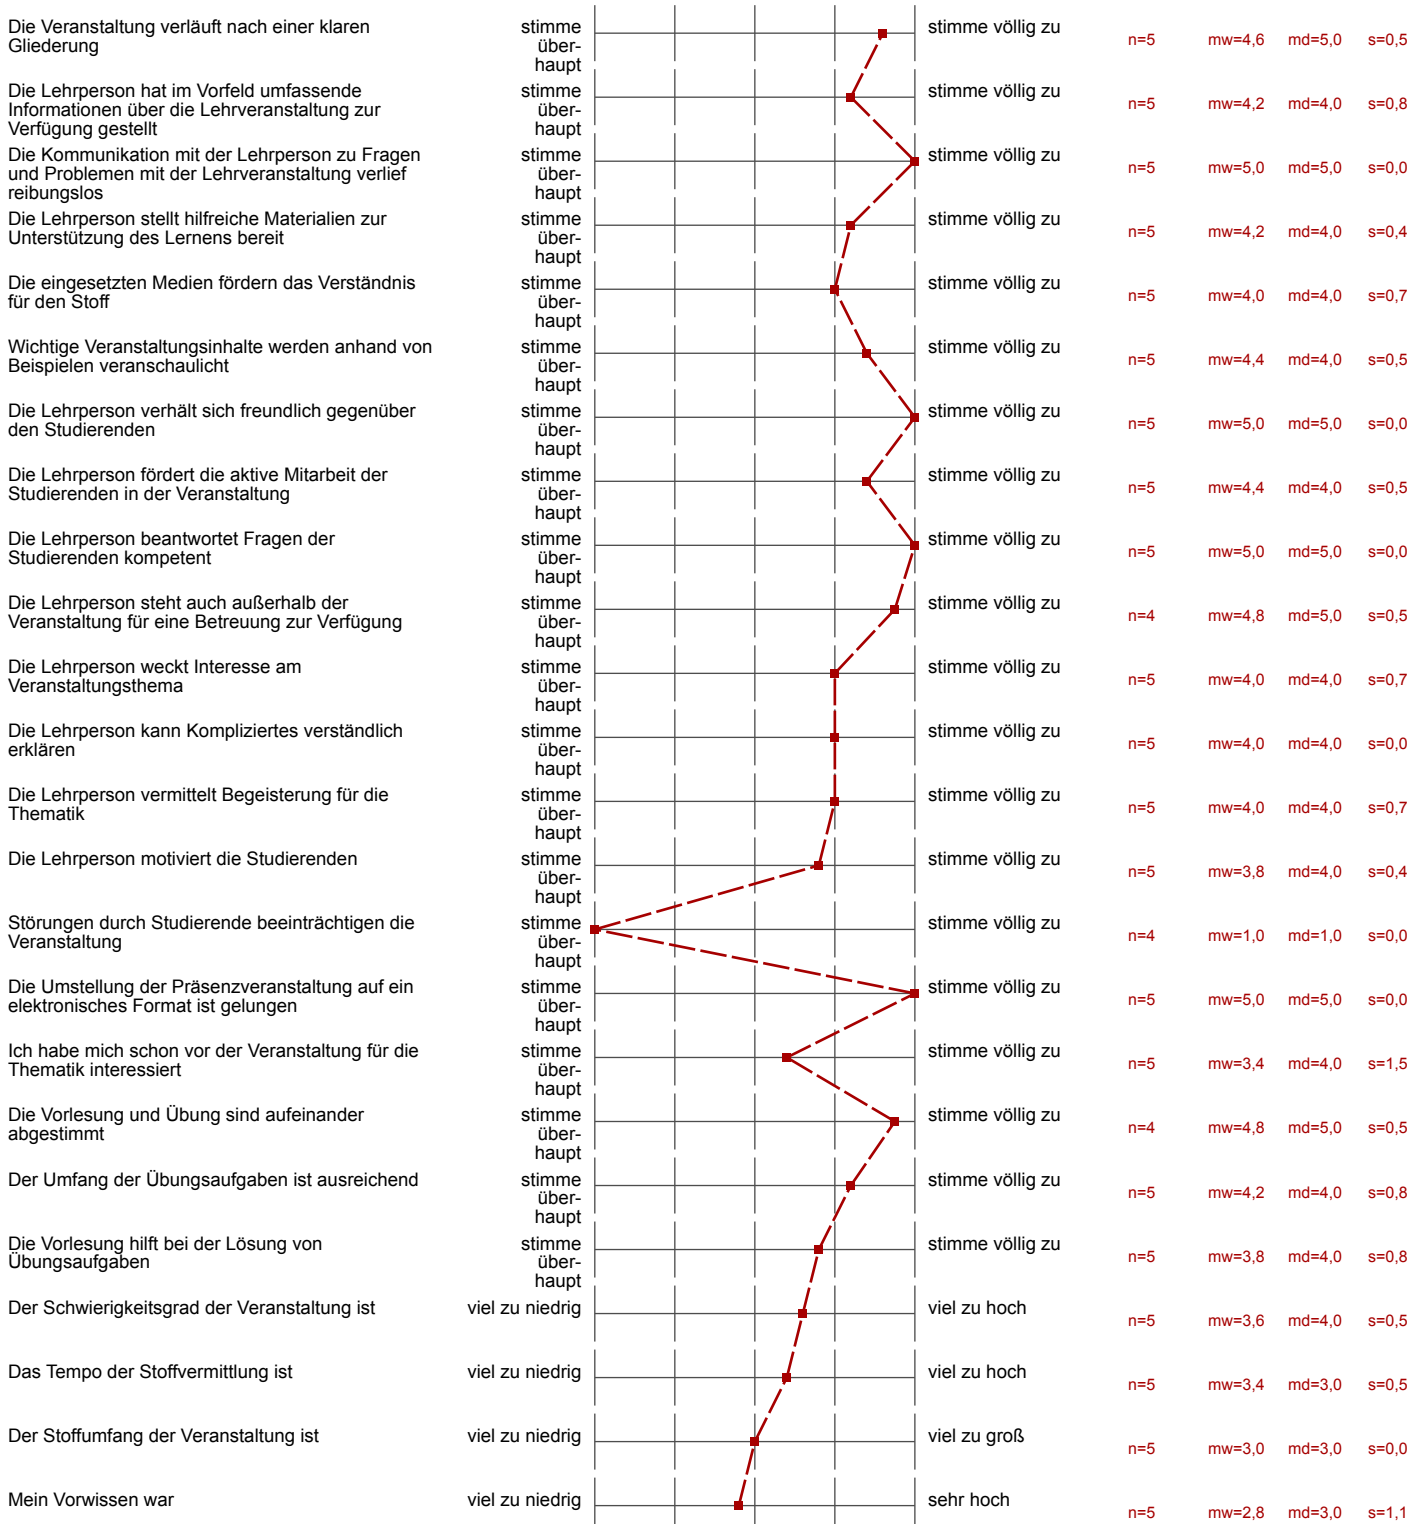 Die Veranstaltung verläuft nach einer klaren
Gliederung
stimme
über-
haupt
stimme völlig zu
n=5 mw=4,6 md=5,0 s=0,5
Die Lehrperson hat im Vorfeld umfassende
Informationen über die Lehrveranstaltung zur
Verfügung gestellt
stimme
über-
haupt
stimme völlig zu
n=5 mw=4,2 md=4,0 s=0,8
Die Kommunikation mit der Lehrperson zu Fragen
und Problemen mit der Lehrveranstaltung verlief
reibungslos
stimme
über-
haupt
stimme völlig zu
n=5 mw=5,0 md=5,0 s=0,0
Die Lehrperson stellt hilfreiche Materialien zur
Unterstützung des Lernens bereit
stimme
über-
haupt
stimme völlig zu
n=5 mw=4,2 md=4,0 s=0,4
Die eingesetzten Medien fördern das Verständnis
für den Stoff
stimme
über-
haupt
stimme völlig zu
n=5 mw=4,0 md=4,0 s=0,7
Wichtige Veranstaltungsinhalte werden anhand von
Beispielen veranschaulicht
stimme
über-
haupt
stimme völlig zu
n=5 mw=4,4 md=4,0 s=0,5
Die Lehrperson verhält sich freundlich gegenüber
den Studierenden
stimme
über-
haupt
stimme völlig zu
n=5 mw=5,0 md=5,0 s=0,0
Die Lehrperson fördert die aktive Mitarbeit der
Studierenden in der Veranstaltung
stimme
über-
haupt
stimme völlig zu
n=5 mw=4,4 md=4,0 s=0,5
Die Lehrperson beantwortet Fragen der
Studierenden kompetent
stimme
über-
haupt
stimme völlig zu
n=5 mw=5,0 md=5,0 s=0,0
Die Lehrperson steht auch außerhalb der
Veranstaltung für eine Betreuung zur Verfügung
stimme
über-
haupt
stimme völlig zu
n=4 mw=4,8 md=5,0 s=0,5
Die Lehrperson weckt Interesse am
Veranstaltungsthema
stimme
über-
haupt
stimme völlig zu
n=5 mw=4,0 md=4,0 s=0,7
Die Lehrperson kann Kompliziertes verständlich
erklären
stimme
über-
haupt
stimme völlig zu
n=5 mw=4,0 md=4,0 s=0,0
Die Lehrperson vermittelt Begeisterung für die
Thematik
stimme
über-
haupt
stimme völlig zu
n=5 mw=4,0 md=4,0 s=0,7
Die Lehrperson motiviert die Studierenden
stimme
über-
haupt
stimme völlig zu
n=5 mw=3,8 md=4,0 s=0,4
Störungen durch Studierende beeinträchtigen die
Veranstaltung
stimme
über-
haupt
stimme völlig zu
n=4 mw=1,0 md=1,0 s=0,0
Die Umstellung der Präsenzveranstaltung auf ein
elektronisches Format ist gelungen
stimme
über-
haupt
stimme völlig zu
n=5 mw=5,0 md=5,0 s=0,0
Ich habe mich schon vor der Veranstaltung für die
Thematik interessiert
stimme
über-
haupt
stimme völlig zu
n=5 mw=3,4 md=4,0 s=1,5
Die Vorlesung und Übung sind aufeinander
abgestimmt
stimme
über-
haupt
stimme völlig zu
n=4 mw=4,8 md=5,0 s=0,5
Der Umfang der Übungsaufgaben ist ausreichend
stimme
über-
haupt
stimme völlig zu
n=5 mw=4,2 md=4,0 s=0,8
Die Vorlesung hilft bei der Lösung von
Übungsaufgaben
stimme
über-
haupt
stimme völlig zu
n=5 mw=3,8 md=4,0 s=0,8
Der Schwierigkeitsgrad der Veranstaltung ist
viel zu niedrig
viel zu hoch
n=5 mw=3,6 md=4,0 s=0,5
Das Tempo der Stoffvermittlung ist
viel zu niedrig
viel zu hoch
n=5 mw=3,4 md=3,0 s=0,5
Der Stoffumfang der Veranstaltung ist
viel zu niedrig
viel zu groß
n=5 mw=3,0 md=3,0 s=0,0
Mein Vorwissen war
viel zu niedrig
sehr hoch
n=5 mw=2,8 md=3,0 s=1,1